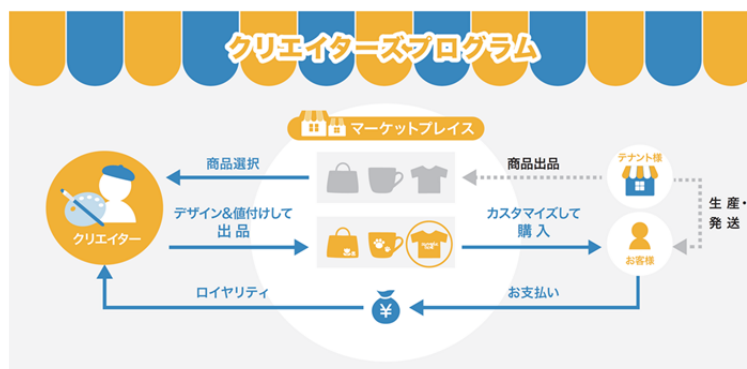 クリエイターズプログラム
マーケットプレイス
商品選択
商品出品
テナント様
デザイン&値付けして
出品
カスタマイズして
購入
生産・
発送
クリエイター
お客様
ロイヤリティ
¥
お支払い